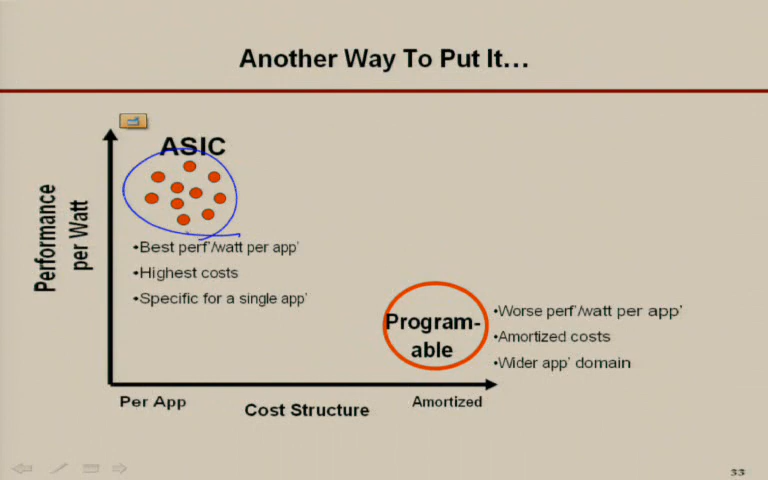 Another Way To Put It...
ASIC
Performance
per Watt
•Best perf'/watt per app'
•Highest costs
•Specific for a single app'
Program-
able
•Worse perf'/watt per app'
•Amortized costs
•Wider app' domain
Per App
Cost Structure
Amortized
33